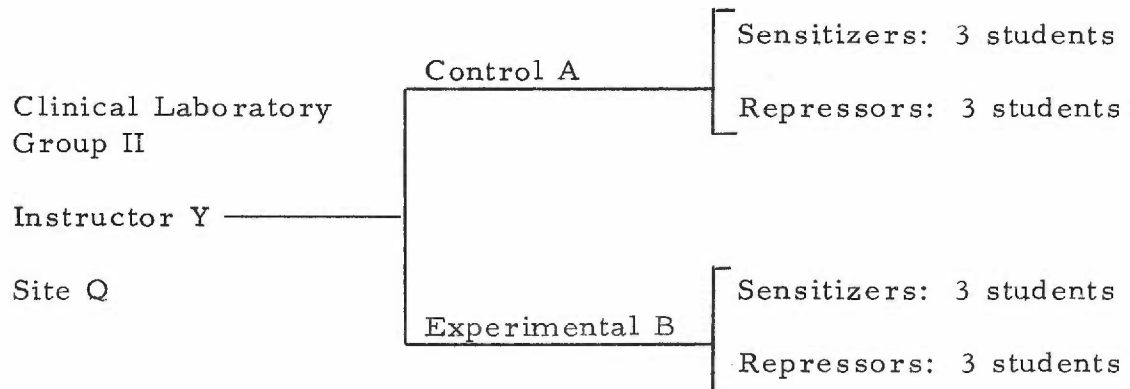 Clinical Laboratory
Group II
Instructor Y
Site Q
Control A
Sensitizers: 3 students
Repressors: 3 students
Experimental B
Sensitizers: 3 students
Repressors: 3 students